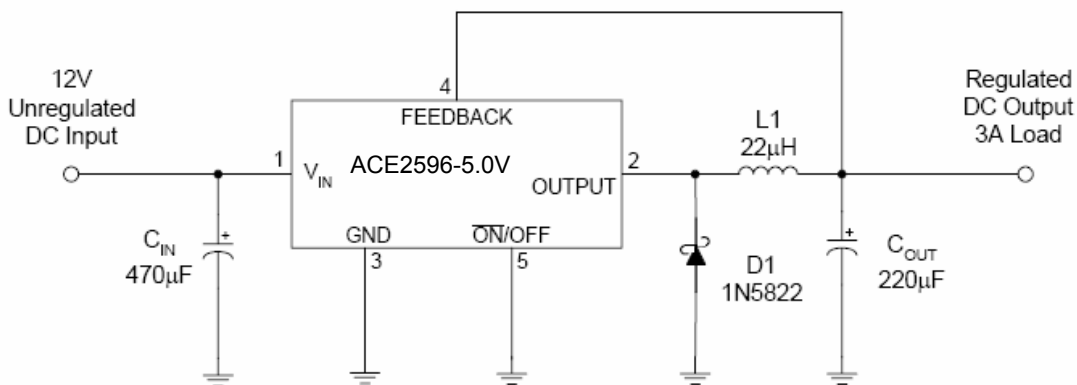 12V
Unregulated
DC Input
4
FEEDBACK
1
V_IN
ACE2596-5.0V
OUTPUT
2
GND
ON/OFF
3
5
C_IN
470μF
L1
22μH
D1
1N5822
C_OUT
220μF
+
+
Regulated
DC Output
3A Load